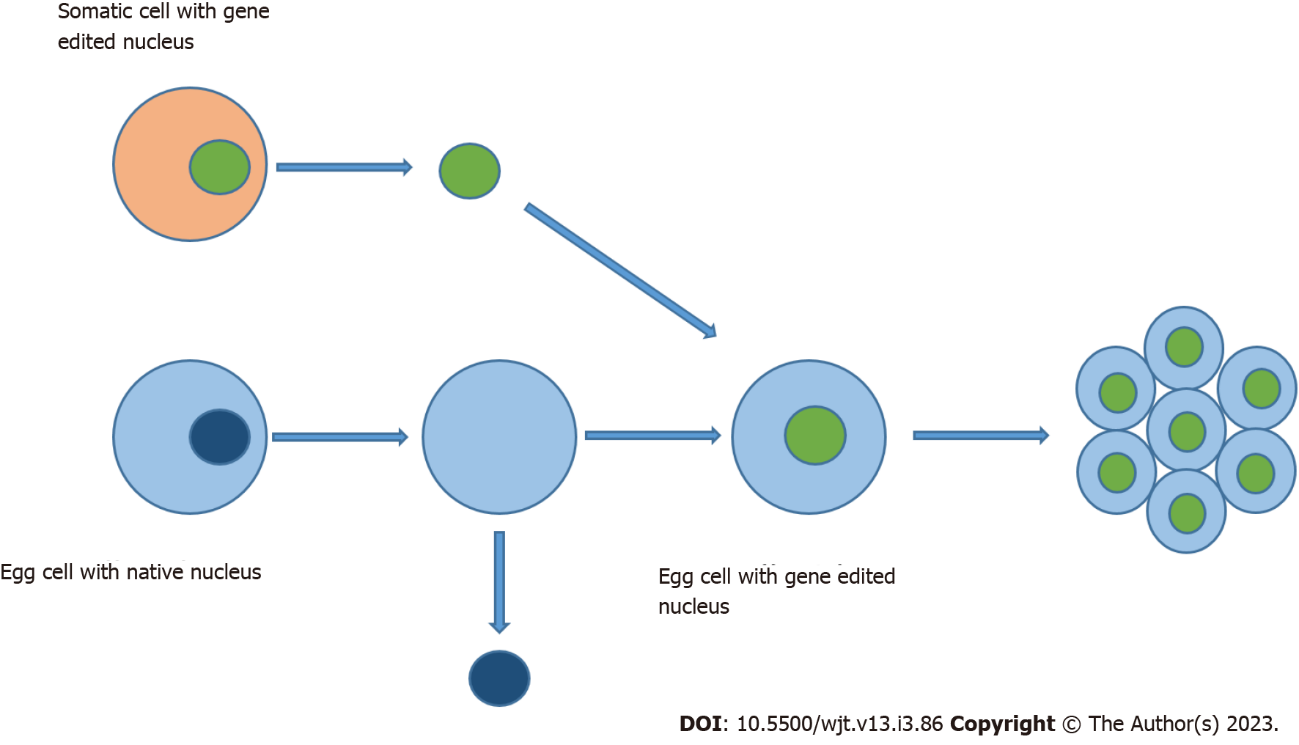 Somatic cell with gene
edited nucleus
Egg cell with native nucleus
Egg cell with gene edited
nucleus
DOI: 10.5500/wjt.v13.i3.86 Copyright © The Author(s) 2023.